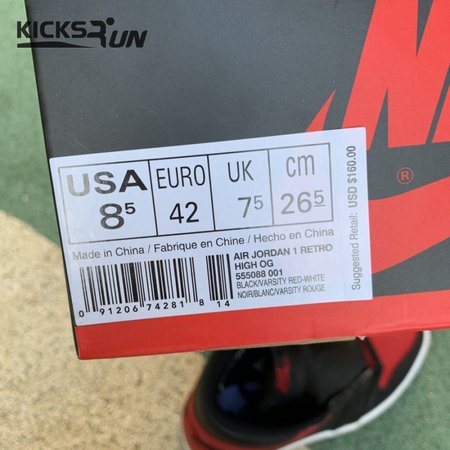 KICKSRUN
NIKE
®
USA EURO UK cm
8⁵ 42 7⁵ 26⁵
Made in China / Fabrique en Chine / Hecho en China
0 91206 74281 8 14
AIR JORDAN 1 RETRO
HIGH OG
555088 001
BLACK/VARSITY RED-WHITE
NOIR/BLANC/VARSITY ROUGE
Suggested Retail: USD $160.00